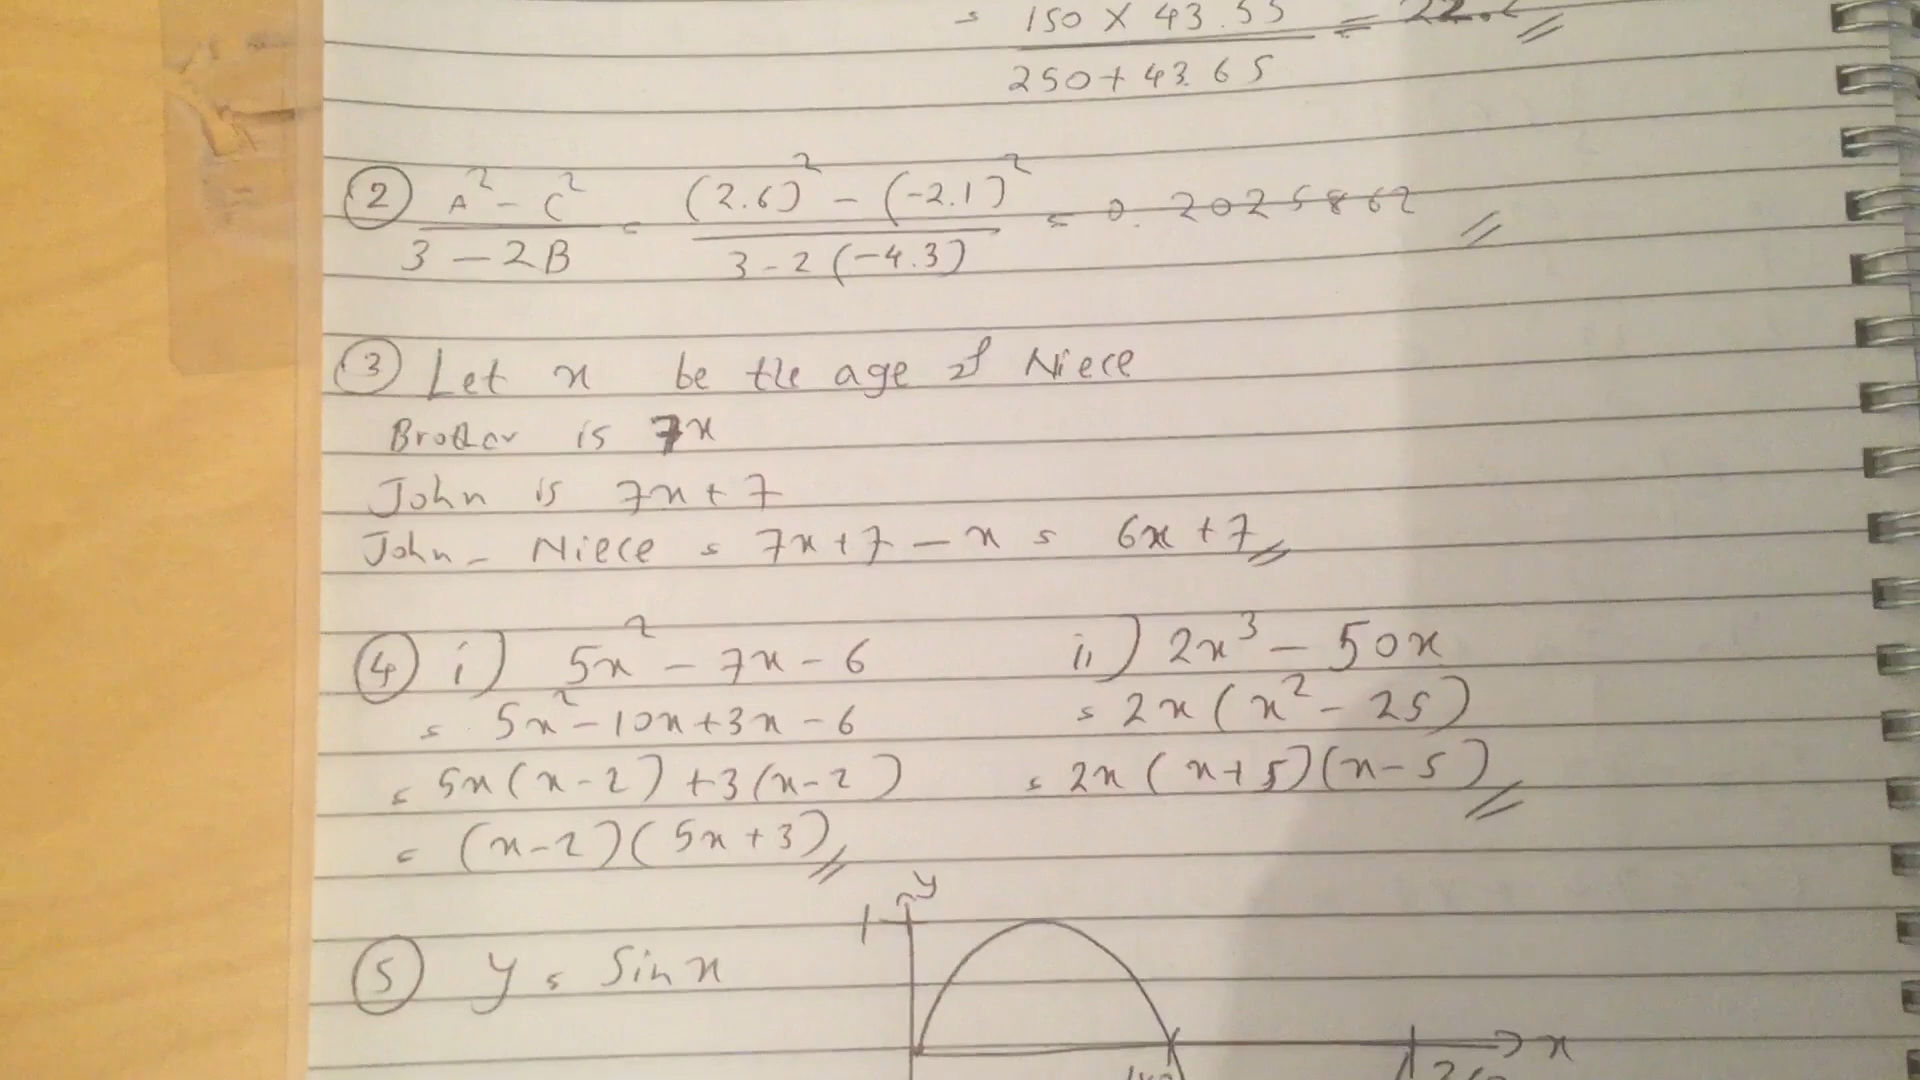 = 150 × 43.55 =
250 + 43.65
② A² - C² / 3 - 2B = (2.6)² - (-2.1)² / 3 - 2(-4.3) = 0.2025862
③ Let x be the age of Niece
Brother is 7x
John is 7x + 7
John - Niece = 7x + 7 - x = 6x + 7
④ i) 5x² - 7x - 6
= 5x² - 10x + 3x - 6
= 5x(x - 2) + 3(x - 2)
= (x - 2)(5x + 3)
ii) 2x³ - 50x
= 2x(x² - 25)
= 2x(x + 5)(x - 5)
⑤ y = Sin x
y
1
x